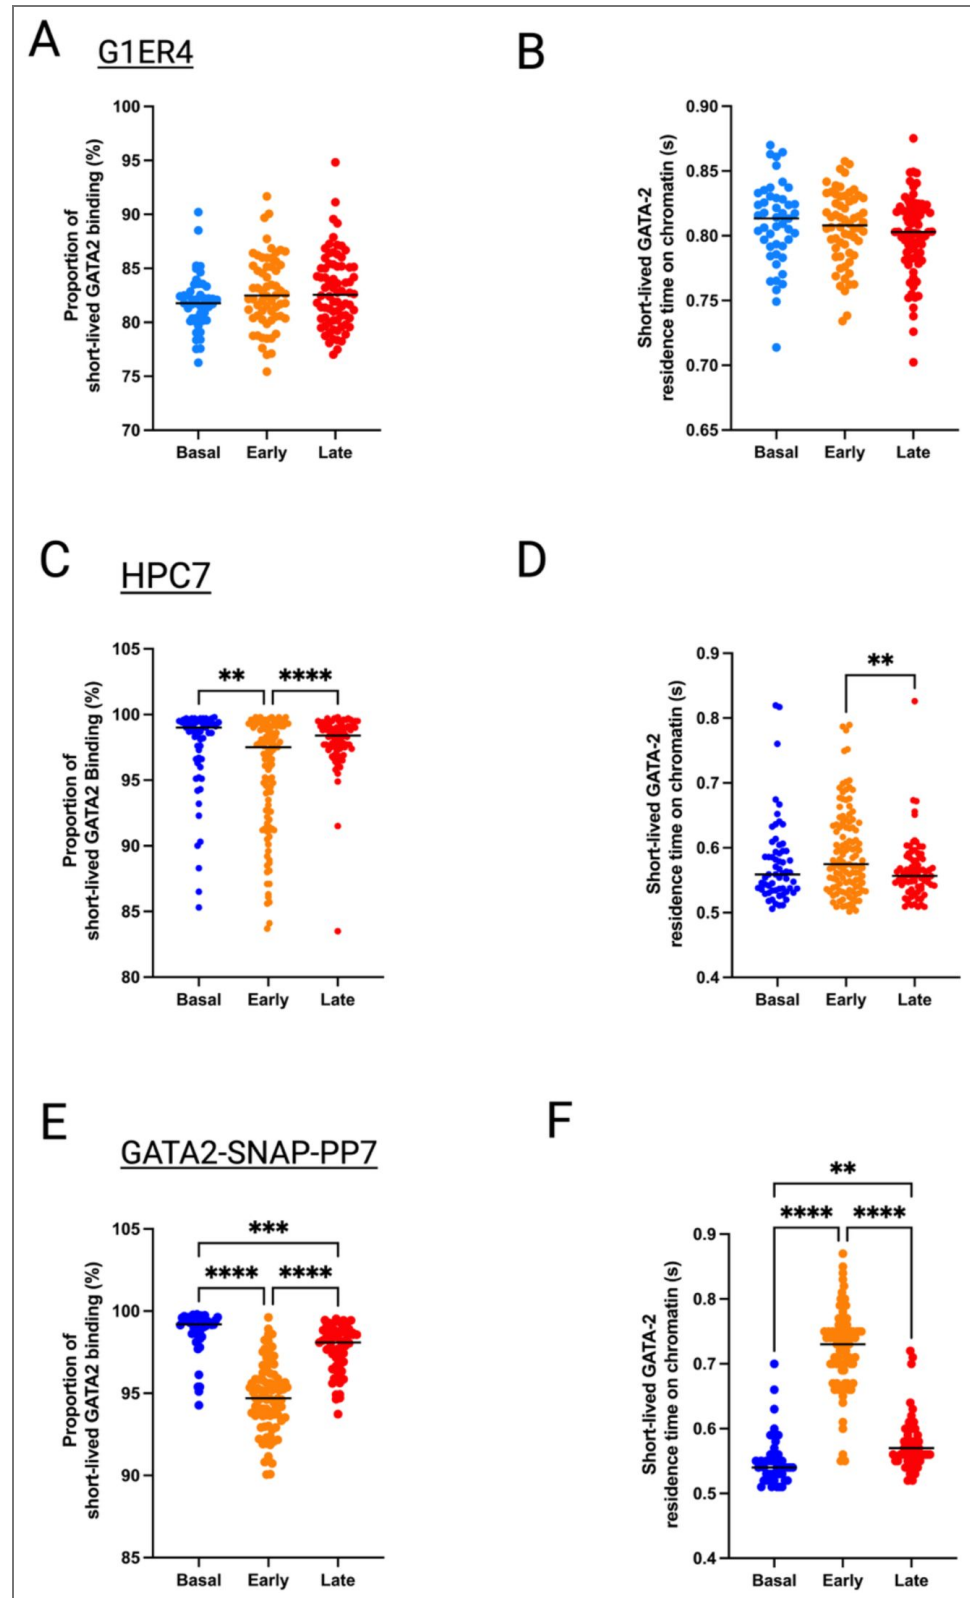 A G1ER4
Proportion of
short-lived GATA2 binding (%)
100
95
90
85
80
75
70
Basal Early Late
B
Short-lived GATA-2
residence time on chromatin (s)
0.90
0.85
0.80
0.75
0.70
0.65
Basal Early Late
C HPC7
Proportion of
short-lived GATA2 Binding (%)
105
100
95
90
85
80
** ****
Basal Early Late
D
Short-lived GATA-2
residence time on chromatin (s)
0.9
0.8
0.7
0.6
0.5
0.4
**
Basal Early Late
E GATA2-SNAP-PP7
Proportion of
short-lived GATA2 binding (%)
105
100
95
90
85
***
**** ****
Basal Early Late
F
Short-lived GATA-2
residence time on chromatin (s)
0.9
0.8
0.7
0.6
0.5
0.4
**
**** ****
Basal Early Late